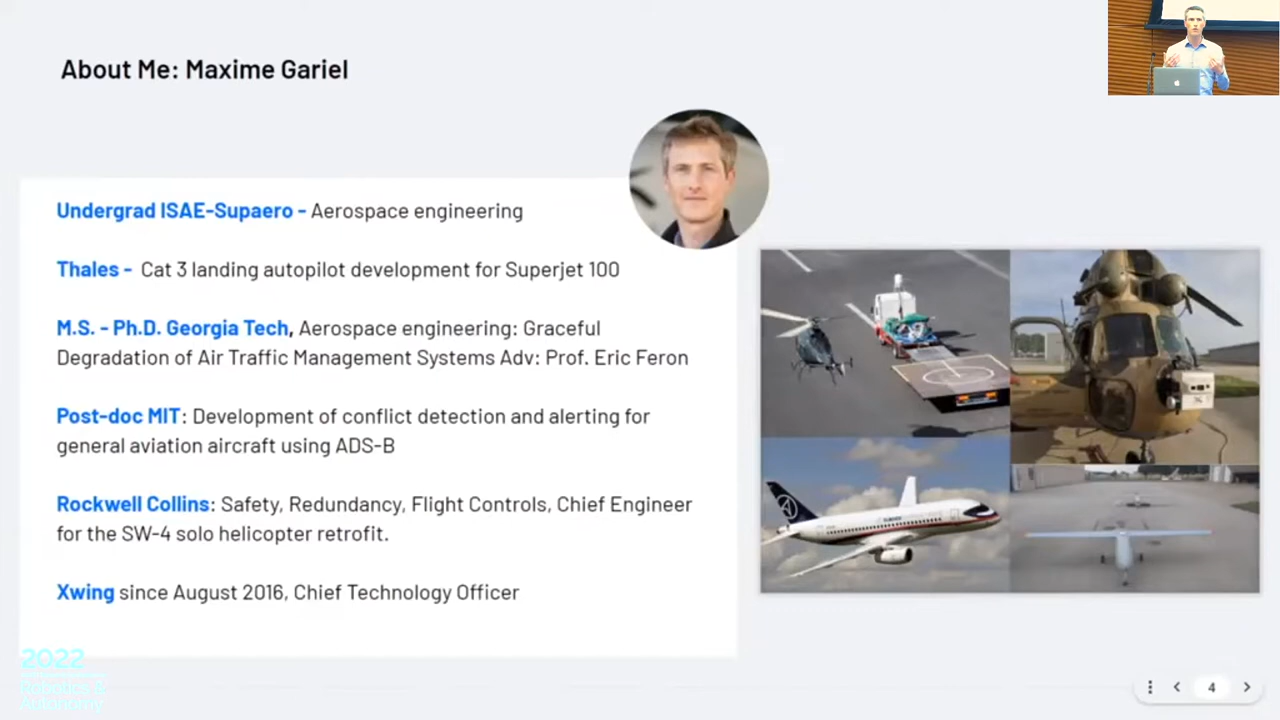 About Me: Maxime Gariel
Undergrad ISAE-Supaero - Aerospace engineering
Thales - Cat 3 landing autopilot development for Superjet 100
M.S. - Ph.D. Georgia Tech, Aerospace engineering: Graceful
Degradation of Air Traffic Management Systems Adv: Prof. Eric Feron
Post-doc MIT: Development of conflict detection and alerting for
general aviation aircraft using ADS-B
Rockwell Collins: Safety, Redundancy, Flight Controls, Chief Engineer
for the SW-4 solo helicopter retrofit.
Xwing since August 2016, Chief Technology Officer
2022
Robotics &
Autonomy
4